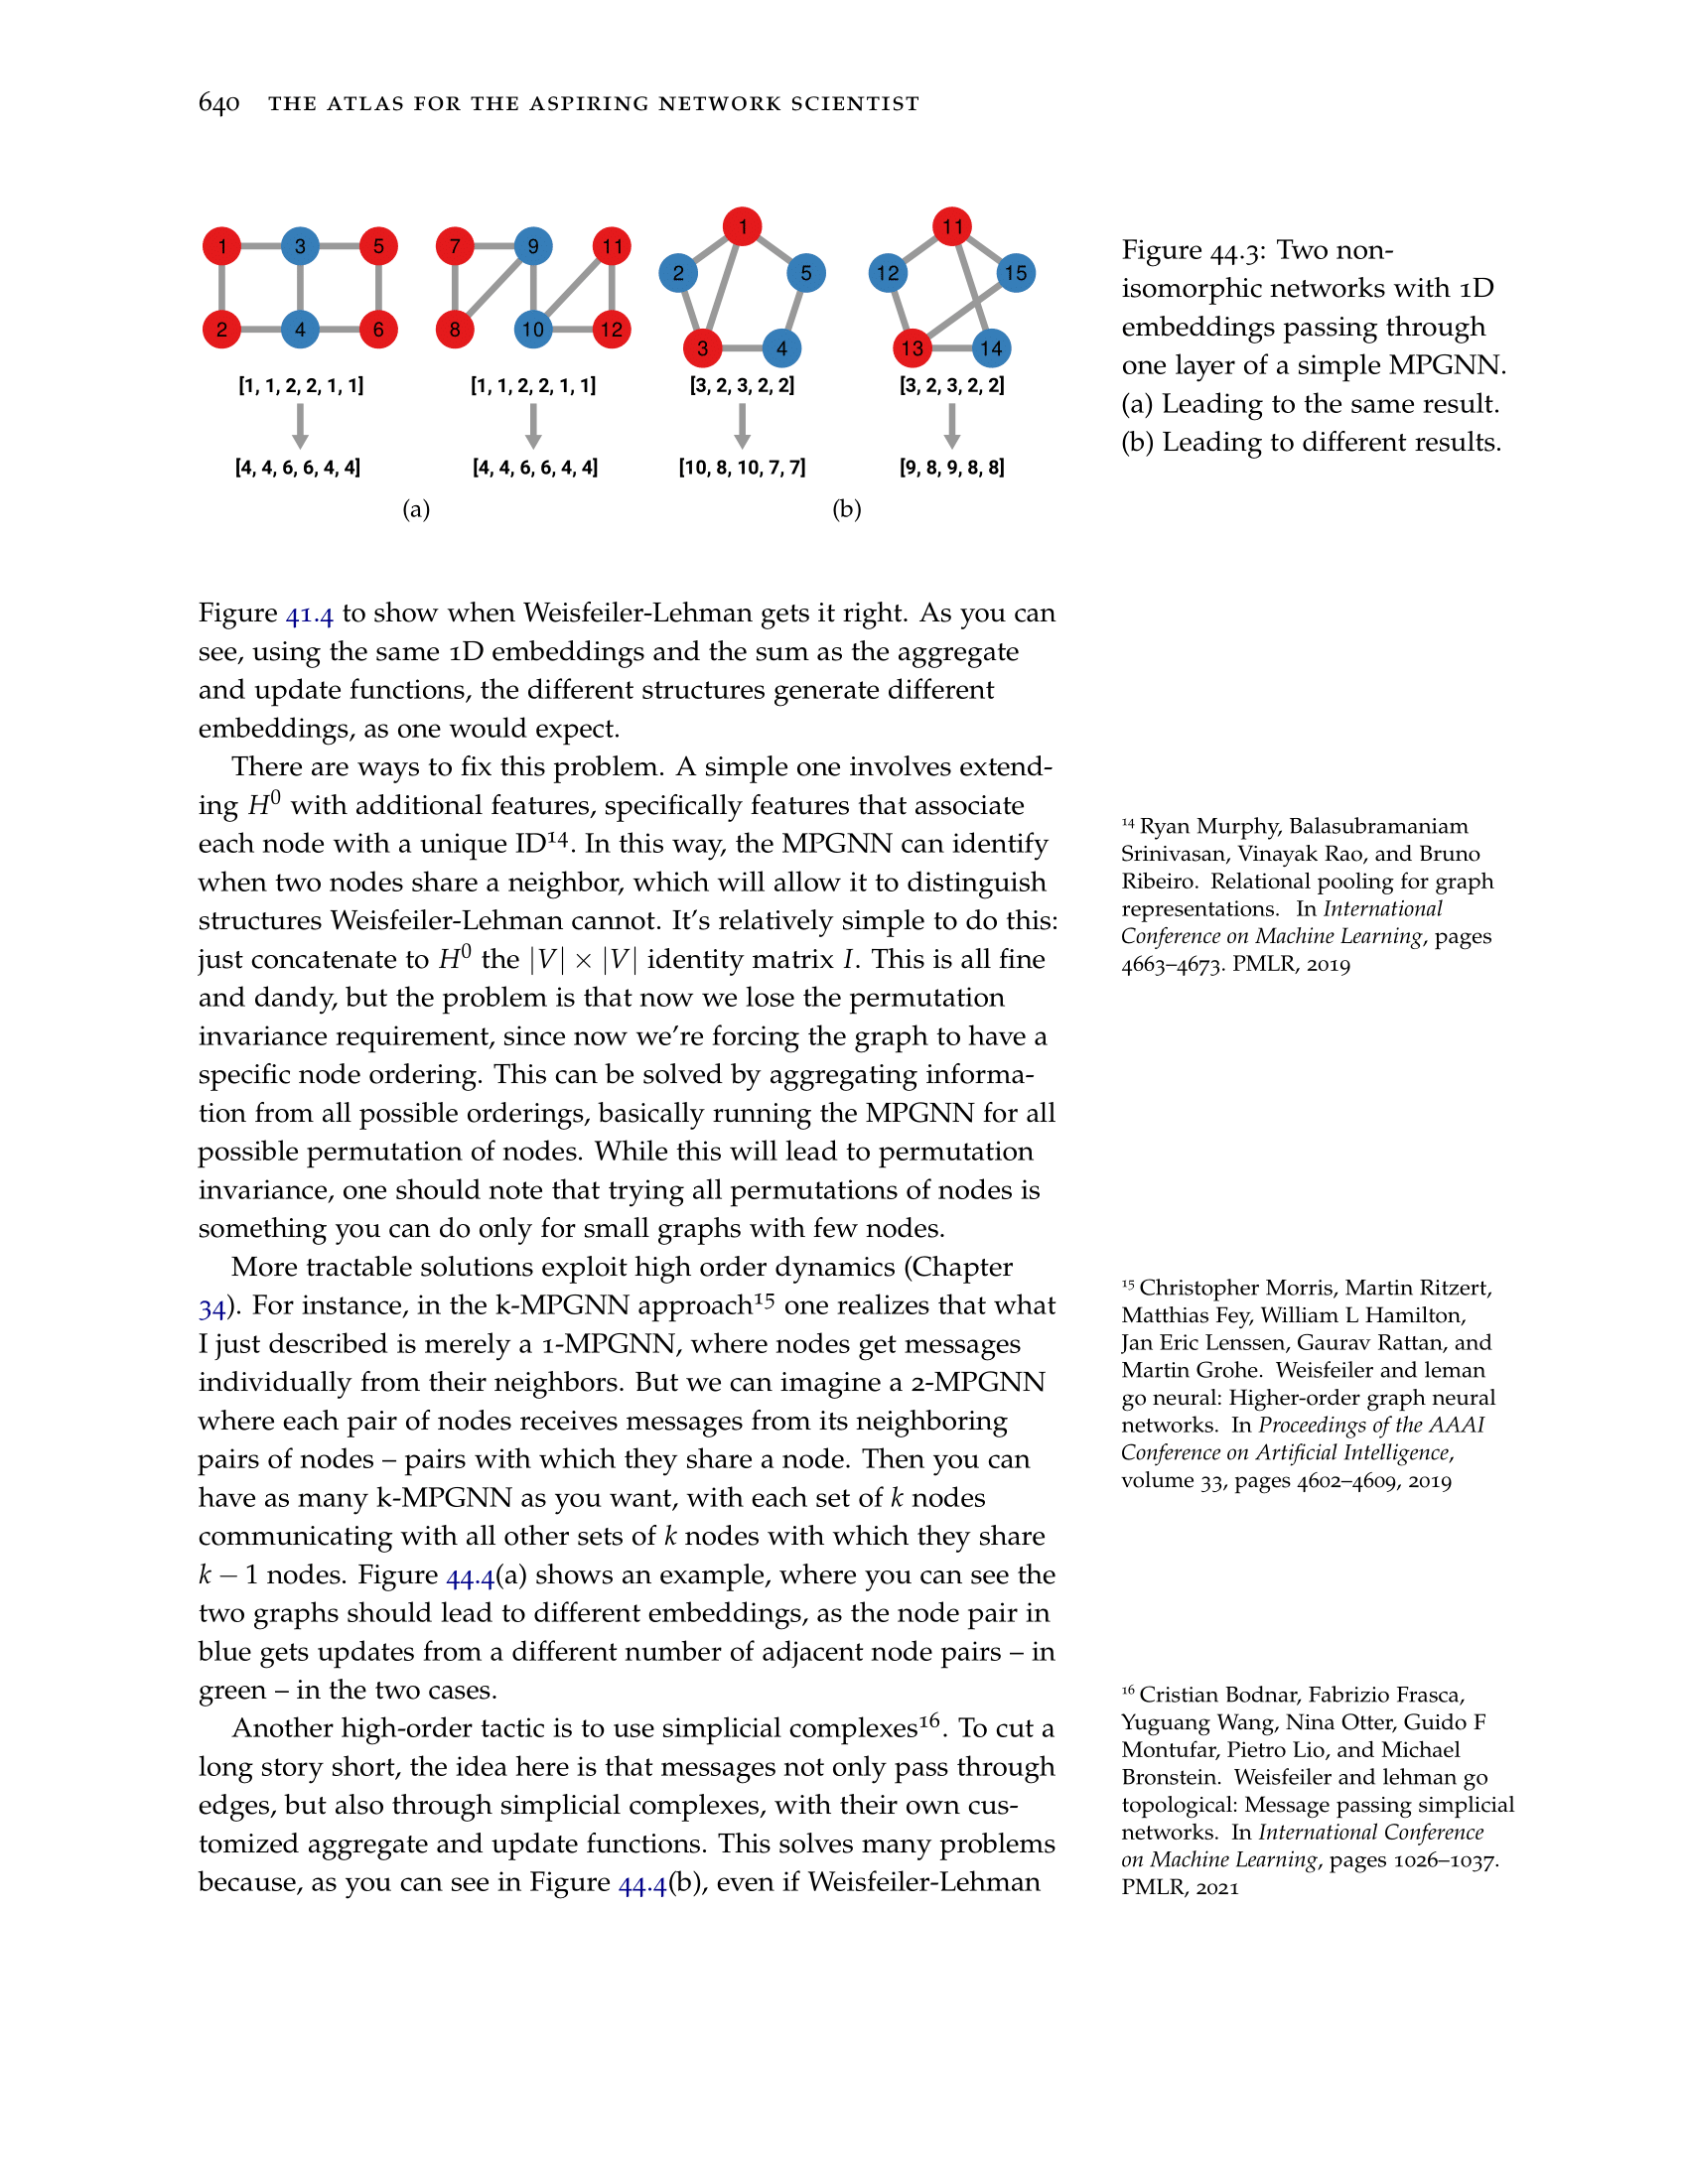 640 THE ATLAS FOR THE ASPIRING NETWORK SCIENTIST
1 3 5
2 4 6
[1, 1, 2, 2, 1, 1]
[4, 4, 6, 6, 4, 4]
7 9 11
8 10 12
[1, 1, 2, 2, 1, 1]
[4, 4, 6, 6, 4, 4]
(a)
1
2 5
3 4
[3, 2, 3, 2, 2]
[10, 8, 10, 7, 7]
11
12 15
13 14
[3, 2, 3, 2, 2]
[9, 8, 9, 8, 8]
(b)
Figure 44.3: Two non-
isomorphic networks with 1D
embeddings passing through
one layer of a simple MPGNN.
(a) Leading to the same result.
(b) Leading to different results.
Figure 41.4 to show when Weisfeiler-Lehman gets it right. As you can
see, using the same 1D embeddings and the sum as the aggregate
and update functions, the different structures generate different
embeddings, as one would expect.
There are ways to fix this problem. A simple one involves extend-
ing H⁰ with additional features, specifically features that associate
each node with a unique ID¹⁴. In this way, the MPGNN can identify
when two nodes share a neighbor, which will allow it to distinguish
structures Weisfeiler-Lehman cannot. It's relatively simple to do this:
just concatenate to H⁰ the |V| × |V| identity matrix I. This is all fine
and dandy, but the problem is that now we lose the permutation
invariance requirement, since now we're forcing the graph to have a
specific node ordering. This can be solved by aggregating informa-
tion from all possible orderings, basically running the MPGNN for all
possible permutation of nodes. While this will lead to permutation
invariance, one should note that trying all permutations of nodes is
something you can do only for small graphs with few nodes.
More tractable solutions exploit high order dynamics (Chapter
34). For instance, in the k-MPGNN approach¹⁵ one realizes that what
I just described is merely a 1-MPGNN, where nodes get messages
individually from their neighbors. But we can imagine a 2-MPGNN
where each pair of nodes receives messages from its neighboring
pairs of nodes – pairs with which they share a node. Then you can
have as many k-MPGNN as you want, with each set of k nodes
communicating with all other sets of k nodes with which they share
k − 1 nodes. Figure 44.4(a) shows an example, where you can see the
two graphs should lead to different embeddings, as the node pair in
blue gets updates from a different number of adjacent node pairs – in
green – in the two cases.
Another high-order tactic is to use simplicial complexes¹⁶. To cut a
long story short, the idea here is that messages not only pass through
edges, but also through simplicial complexes, with their own cus-
tomized aggregate and update functions. This solves many problems
because, as you can see in Figure 44.4(b), even if Weisfeiler-Lehman
¹⁴ Ryan Murphy, Balasubramaniam
Srinivasan, Vinayak Rao, and Bruno
Ribeiro. Relational pooling for graph
representations. In International
Conference on Machine Learning, pages
4663–4673. PMLR, 2019
¹⁵ Christopher Morris, Martin Ritzert,
Matthias Fey, William L Hamilton,
Jan Eric Lenssen, Gaurav Rattan, and
Martin Grohe. Weisfeiler and leman
go neural: Higher-order graph neural
networks. In Proceedings of the AAAI
Conference on Artificial Intelligence,
volume 33, pages 4602–4609, 2019
¹⁶ Cristian Bodnar, Fabrizio Frasca,
Yuguang Wang, Nina Otter, Guido F
Montufar, Pietro Lio, and Michael
Bronstein. Weisfeiler and lehman go
topological: Message passing simplicial
networks. In International Conference
on Machine Learning, pages 1026–1037.
PMLR, 2021